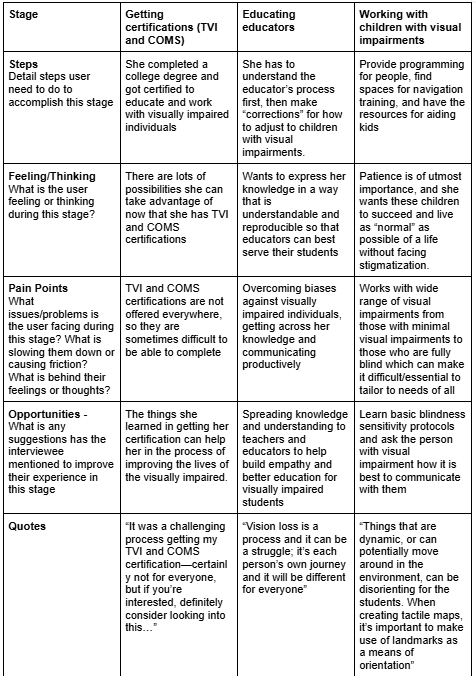 Stage
Getting
certifications (TVI
and COMS)
Educating
educators
Working with
children with visual
impairments
Steps
Detail steps user
need to do to
accomplish this stage
She completed a
college degree and
got certified to
educate and work
with visually impaired
individuals
She has to
understand the
educator's process
first, then make
“corrections” for how
to adjust to children
with visual
impairments.
Provide programming
for people, find
spaces for navigation
training, and have the
resources for aiding
kids
Feeling/Thinking
What is the user
feeling or thinking
during this stage?
There are lots of
possibilities she can
take advantage of
now that she has TVI
and COMS
certifications
Wants to express her
knowledge in a way
that is
understandable and
reproducible so that
educators can best
serve their students
Patience is of utmost
importance, and she
wants these children
to succeed and live
as “normal” as
possible of a life
without facing
stigmatization.
Pain Points
What
issues/problems is
the user facing during
this stage? What is
slowing them down or
causing friction?
What is behind their
feelings or thoughts?
TVI and COMS
certifications are not
offered everywhere,
so they are
sometimes difficult to
be able to complete
Overcoming biases
against visually
impaired individuals,
getting across her
knowledge and
communicating
productively
Works with wide
range of visual
impairments from
those with minimal
visual impairments to
those who are fully
blind which can make
it difficult/essential to
tailor to needs of all
Opportunities -
What is any
suggestions has the
interviewee
mentioned to improve
their experience in
this stage
The things she
learned in getting her
certification can help
her in the process of
improving the lives of
the visually impaired.
Spreading knowledge
and understanding to
teachers and
educators to help
build empathy and
better education for
visually impaired
students
Learn basic blindness
sensitivity protocols
and ask the person
with visual
impairment how it is
best to communicate
with them
Quotes
“It was a challenging
process getting my
TVI and COMS
certification—certainl
y not for everyone,
but if you're
interested, definitely
consider looking into
this…”
“Vision loss is a
process and it can be
a struggle; it's each
person's own journey
and it will be different
for everyone”
“Things that are
dynamic, or can
potentially move
around in the
environment, can be
disorienting for the
students. When
creating tactile maps,
it's important to make
use of landmarks as
a means of
orientation”